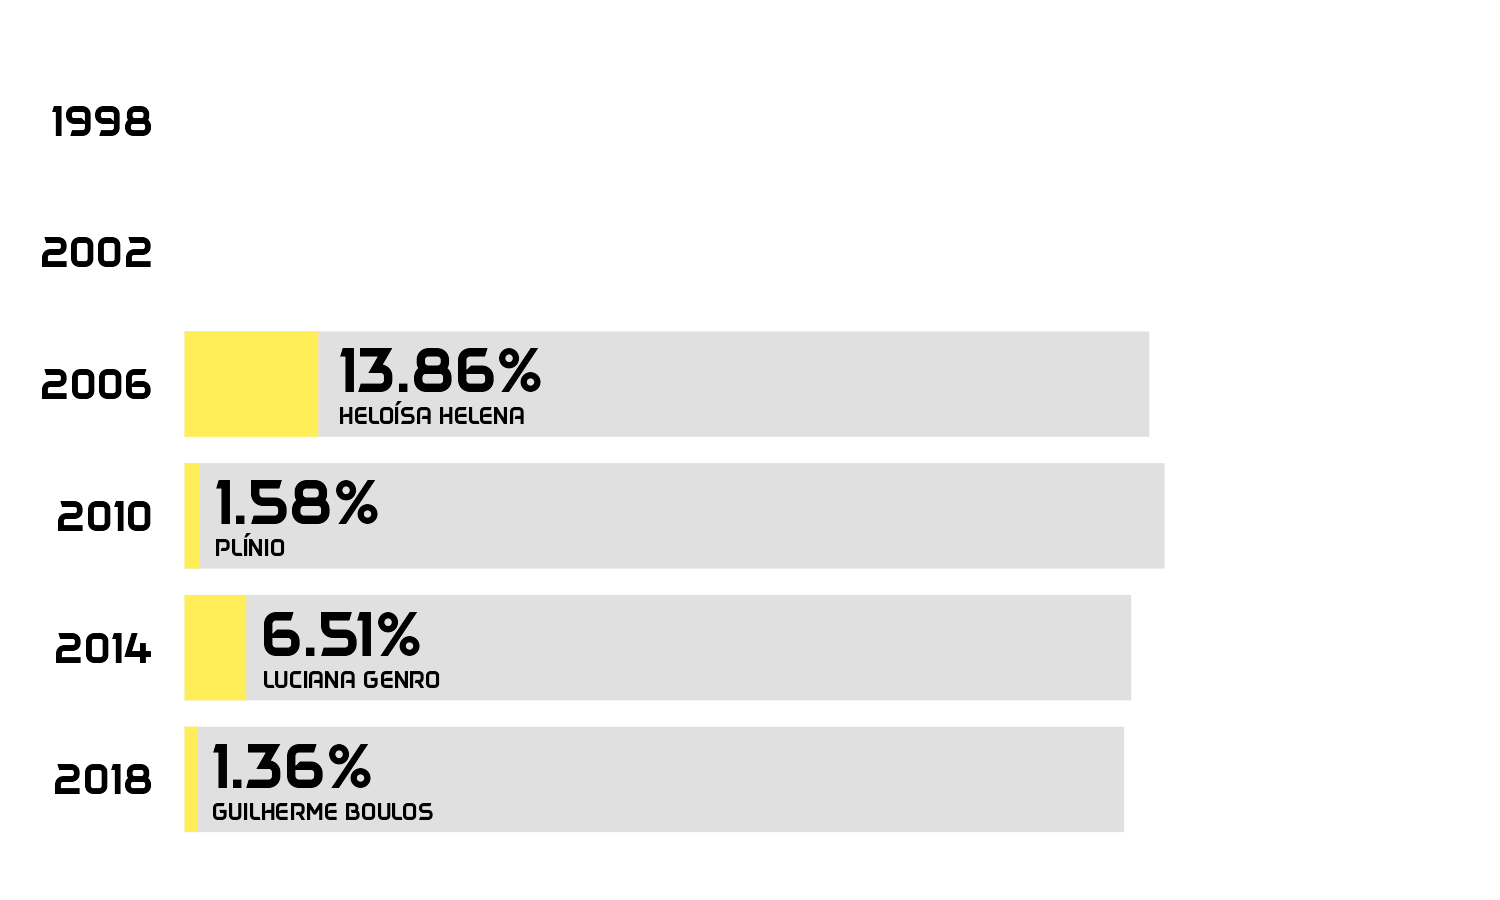 1998
2002
2006
13.86%
HELOÍSA HELENA
2010
1.58%
PLÍNIO
2014
6.51%
LUCIANA GENRO
2018
1.36%
GUILHERME BOULOS